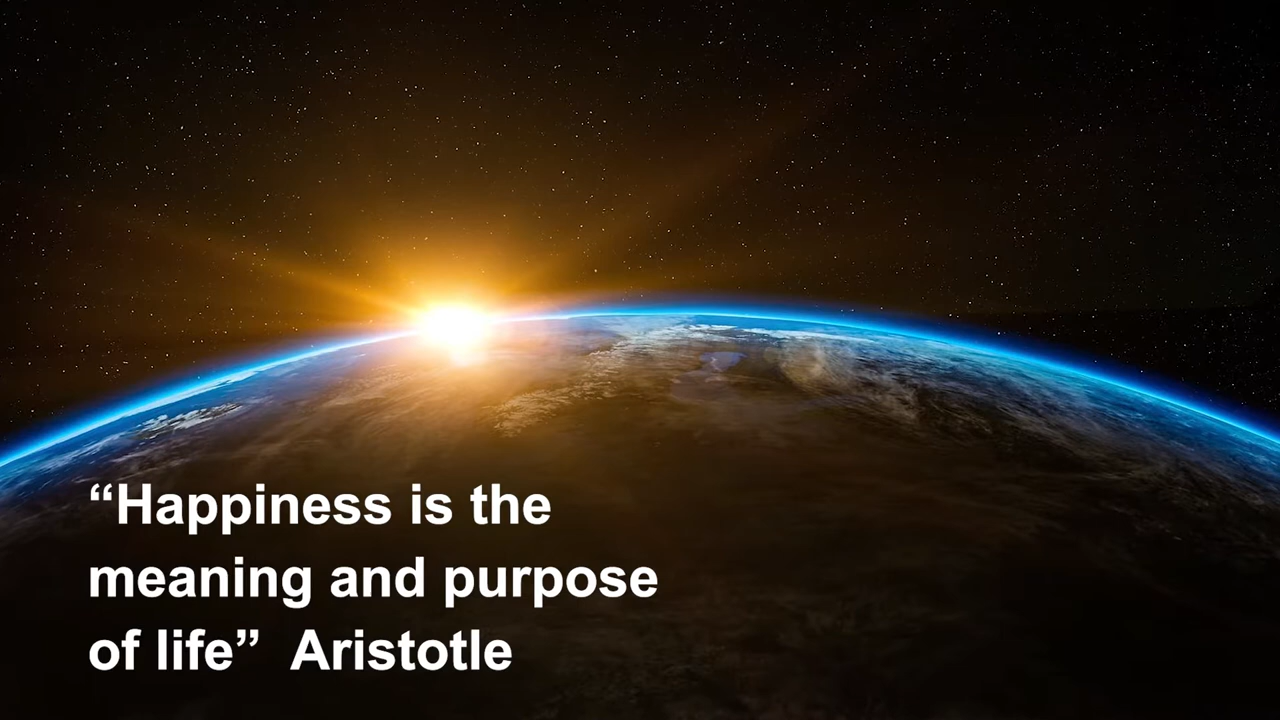 “Happiness is the
meaning and purpose
of life”  Aristotle